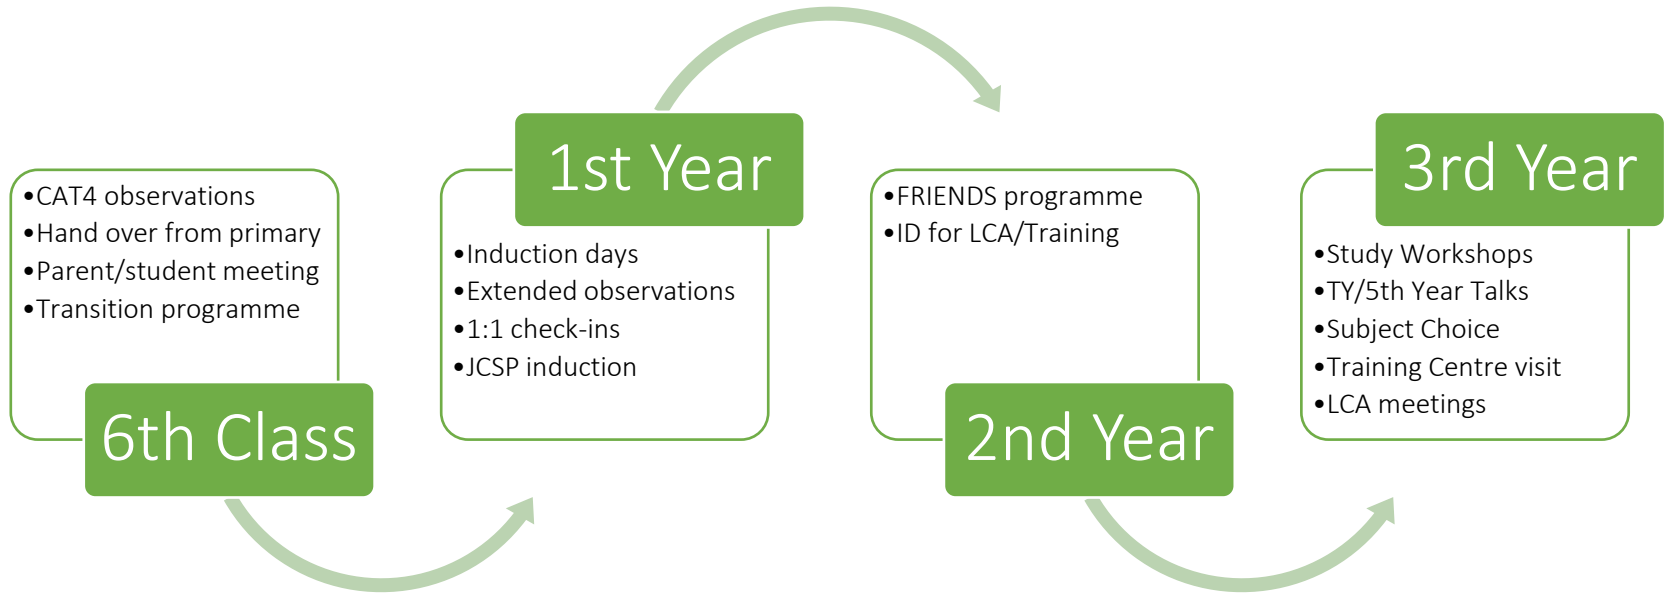 •CAT4 observations
•Hand over from primary
•Parent/student meeting
•Transition programme
6th Class
1st Year
•Induction days
•Extended observations
•1:1 check-ins
•JCSP induction
•FRIENDS programme
•ID for LCA/Training
2nd Year
3rd Year
•Study Workshops
•TY/5th Year Talks
•Subject Choice
•Training Centre visit
•LCA meetings